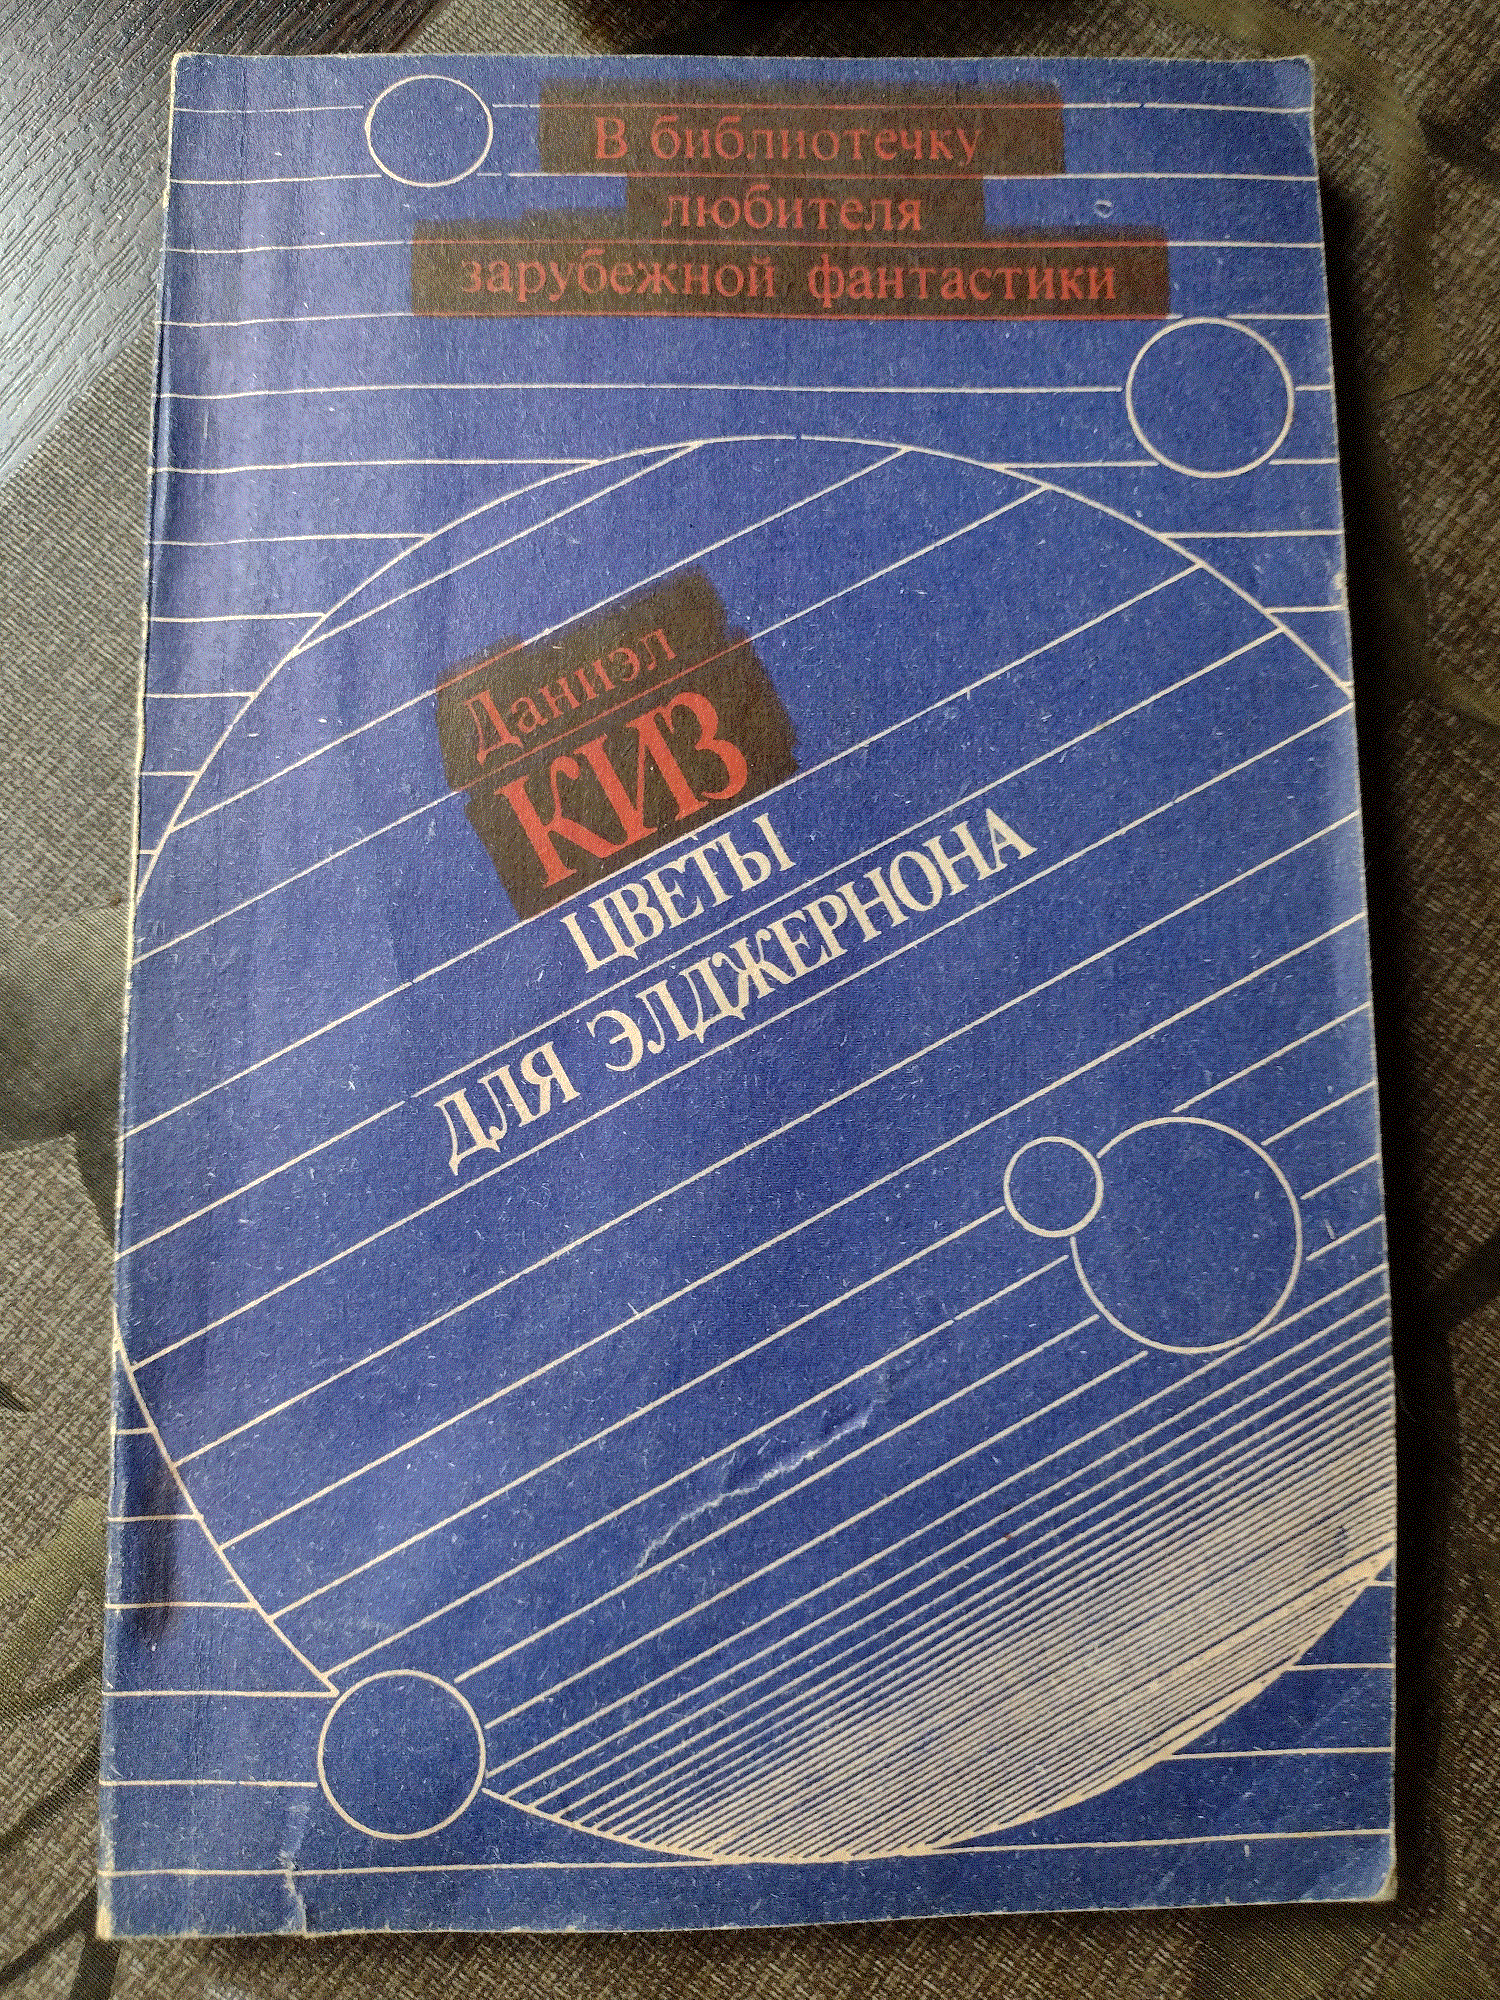 В библиотечку
любителя
зарубежной фантастики
Даниэл
КИЗ
ЦВЕТЫ
ДЛЯ ЭЛДЖЕРНОНА